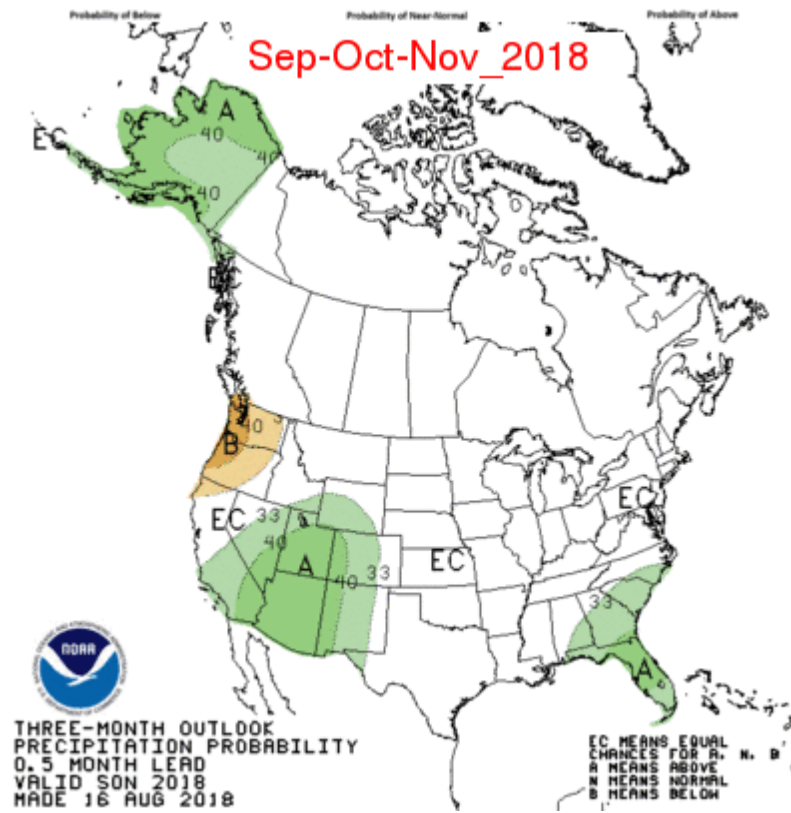 Probability of Below Probability of Near-Normal Probability of Above
Sep-Oct-Nov_2018
A
EC
40
40
40
EC
40
B
EC
33
40
A
40
33
EC
EC
33
A
NOAA
THREE-MONTH OUTLOOK
PRECIPITATION PROBABILITY
0.5 MONTH LEAD
VALID SON 2018
MADE 16 AUG 2018
EC MEANS EQUAL
CHANCES FOR A, N, B
A MEANS ABOVE
N MEANS NORMAL
B MEANS BELOW